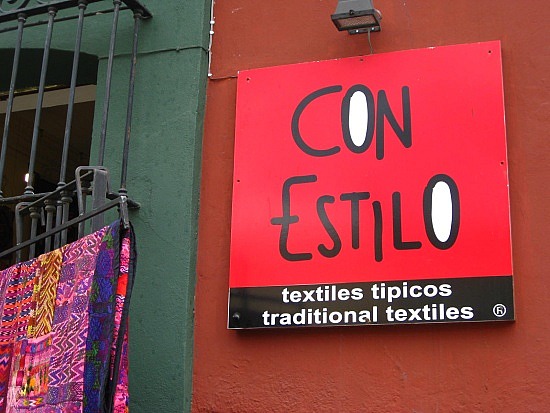 CON
ESTILO
textiles tipicos
traditional textiles ®